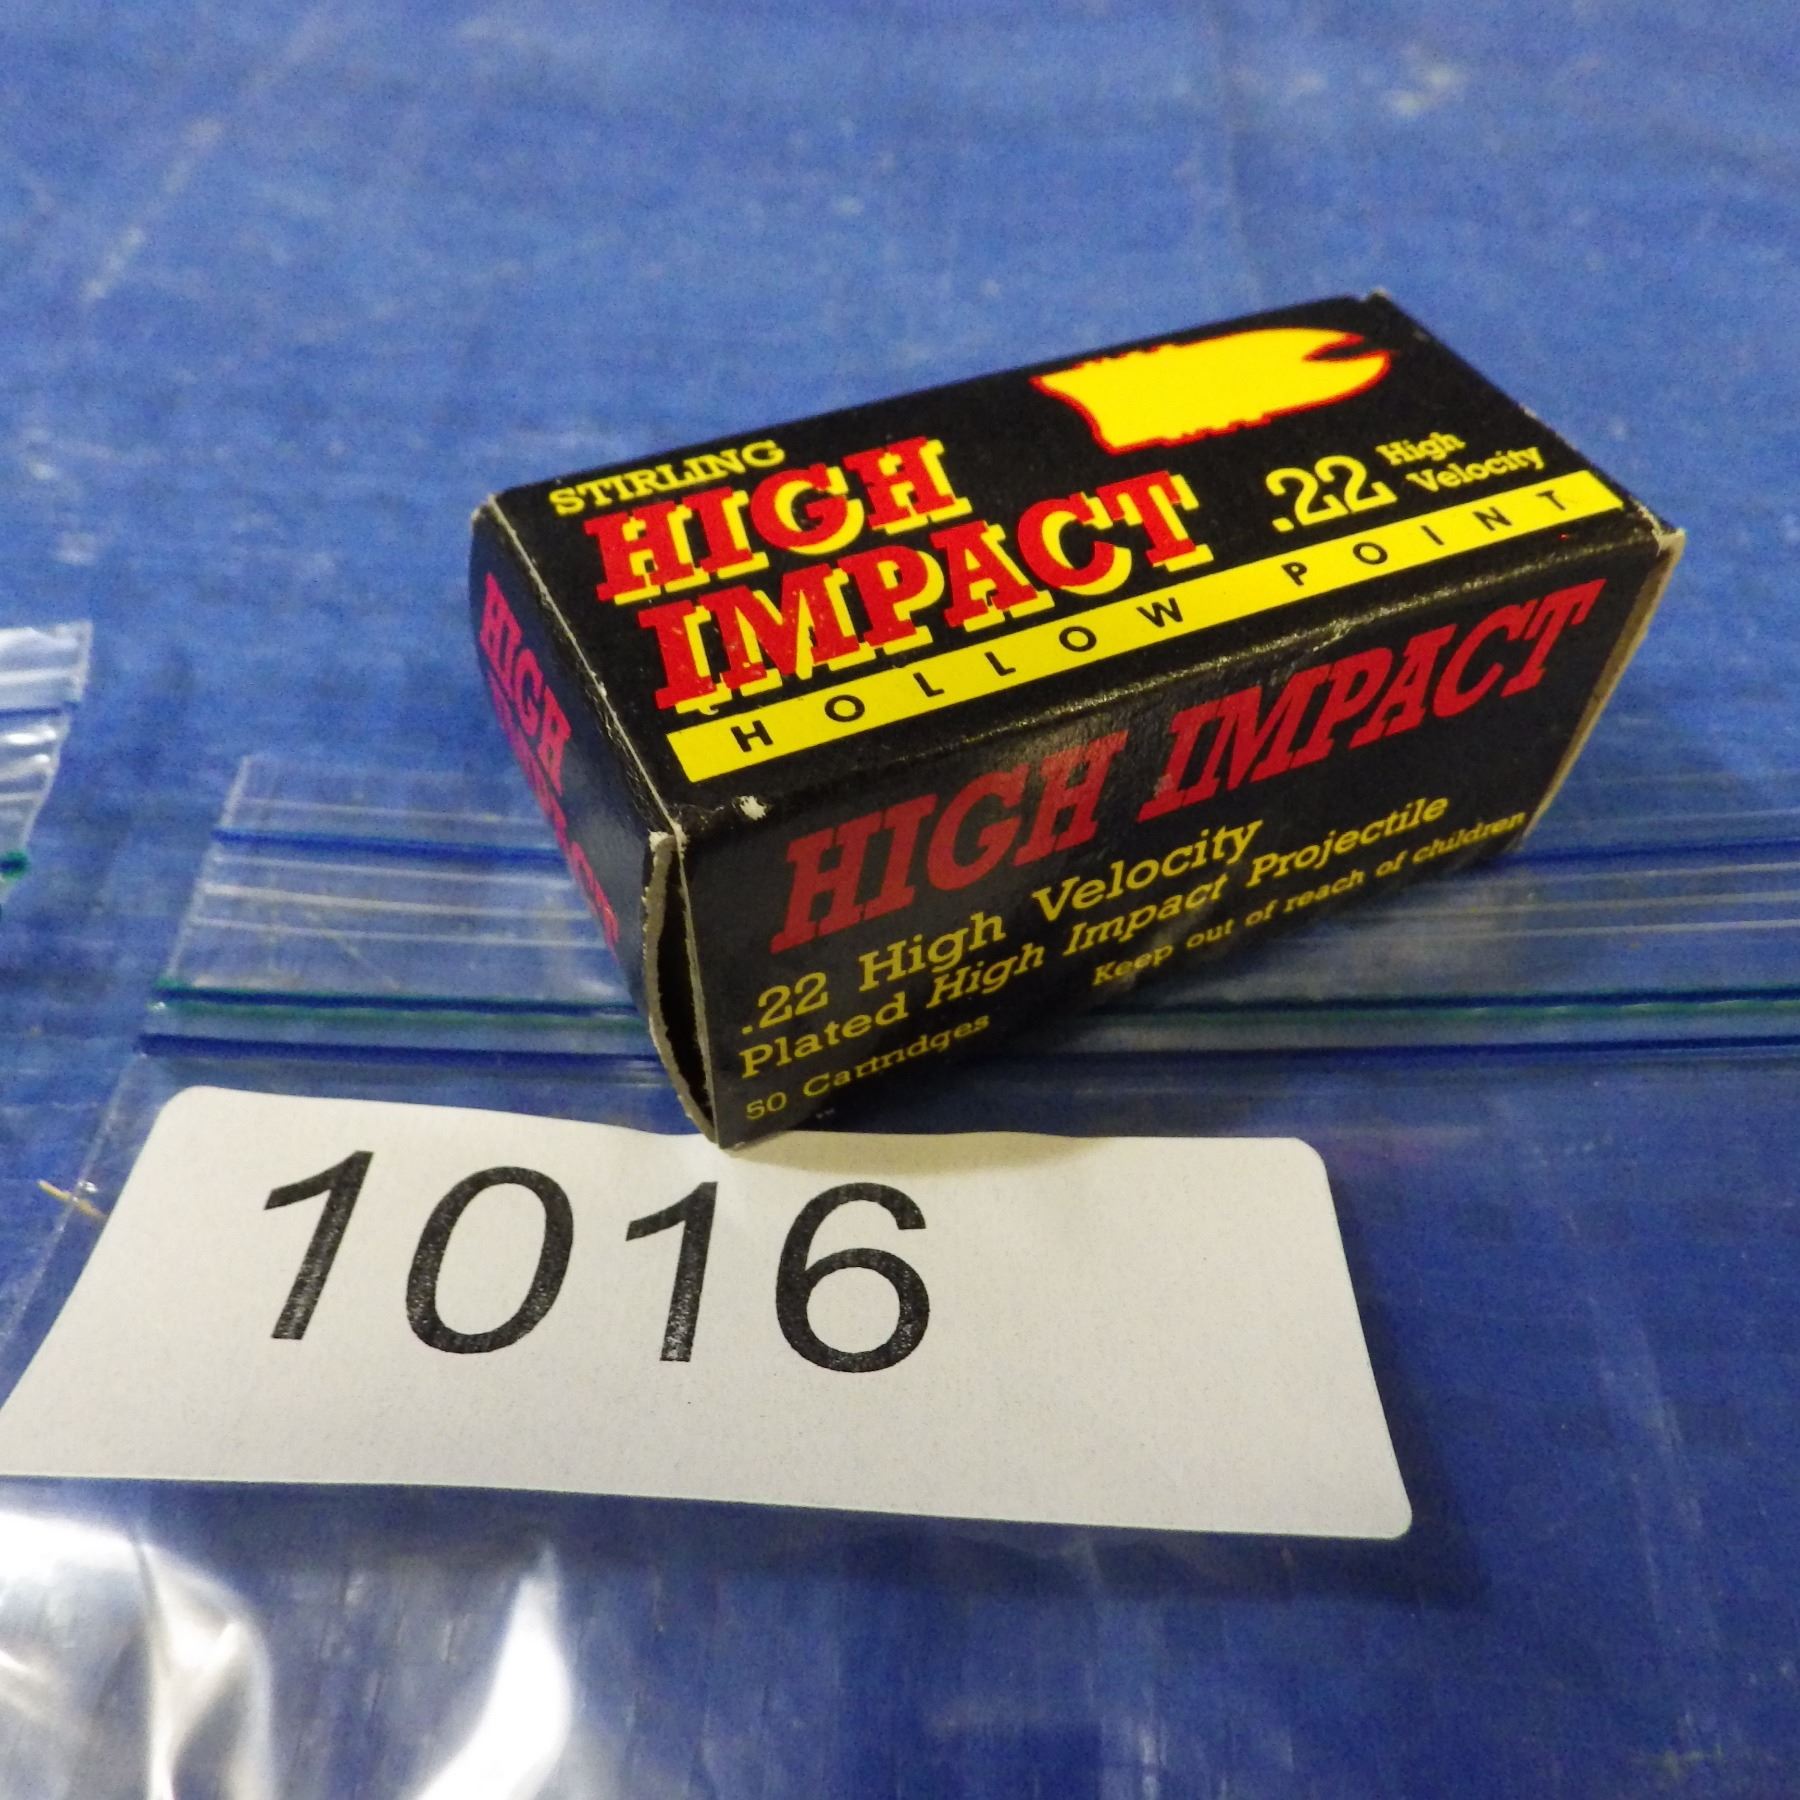 STIRLING
HIGH
IMPACT
.22 High
Velocity
HOLLOW POINT
HIGH IMPACT
.22 High Velocity
Plated High Impact Projectile
50 Cartridges
Keep out of reach of children
HIGH
IMPACT
1016